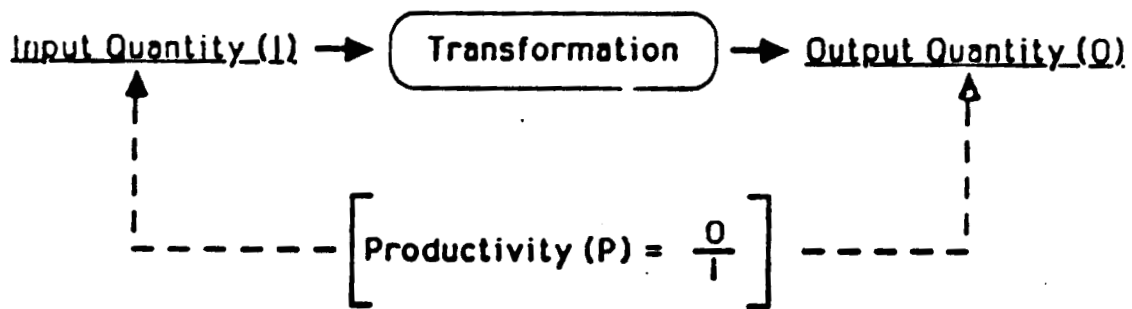 Input Quantity (I) Transformation Output Quantity (O)
Productivity (P) = O/I